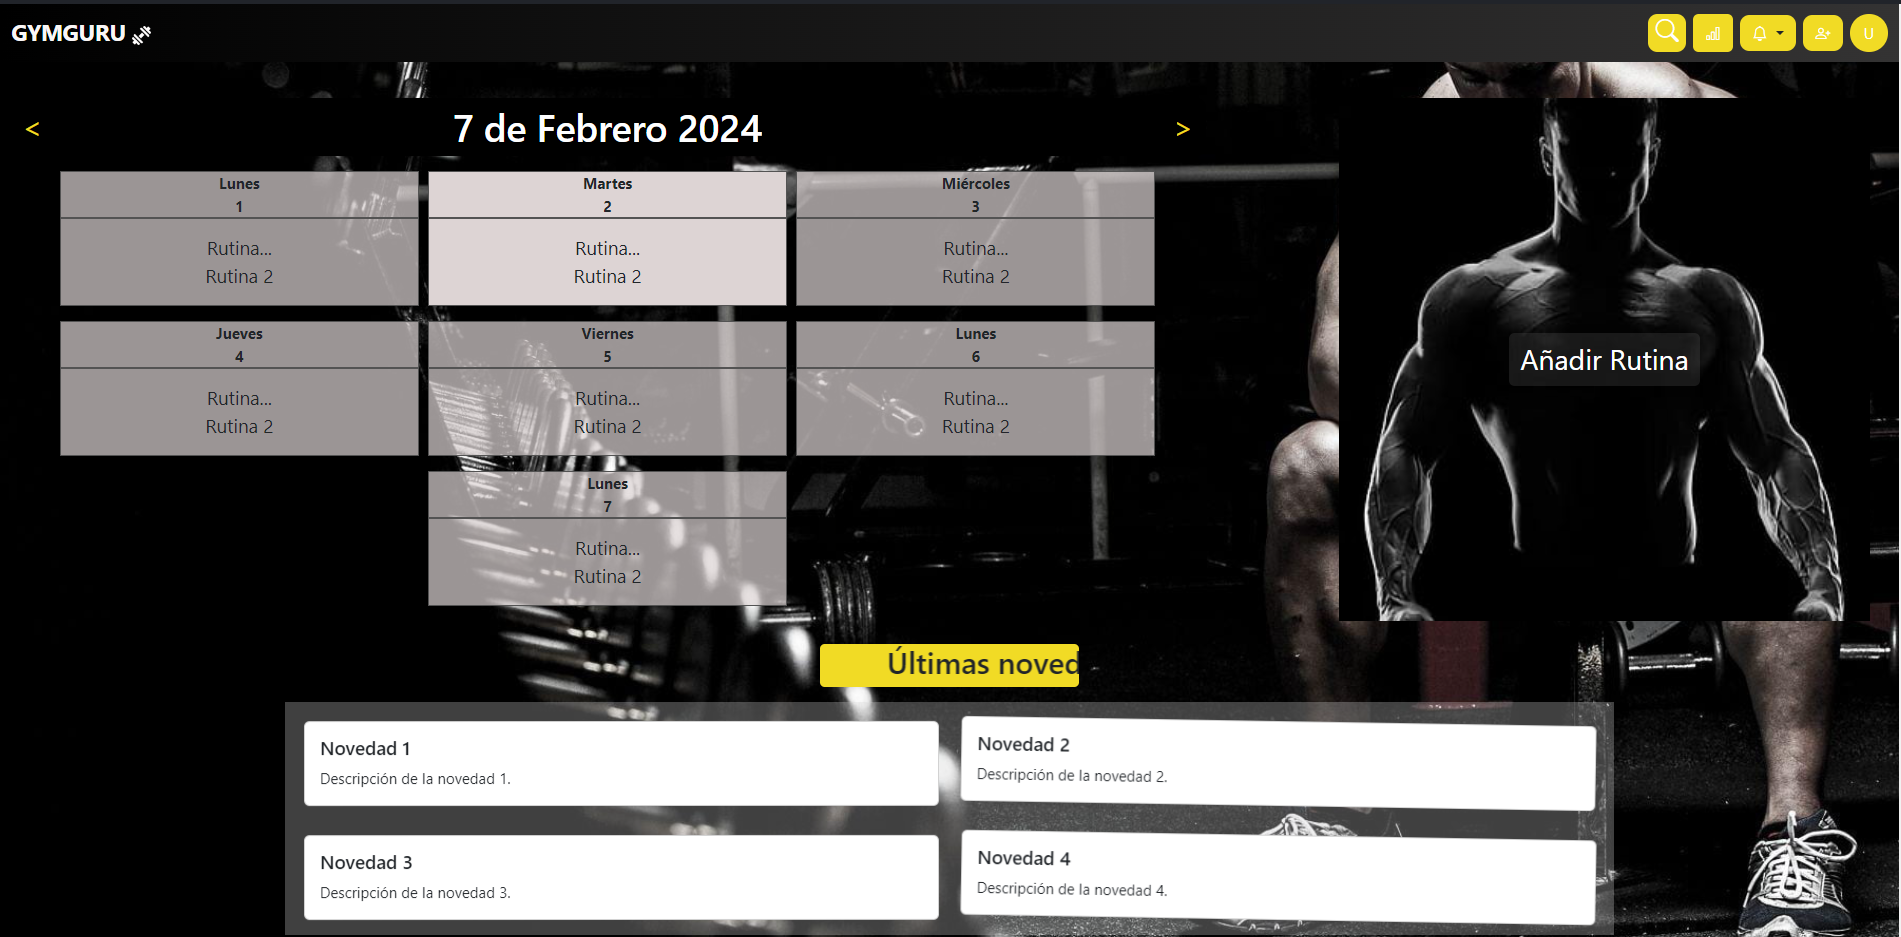 GYMGURU
U
< 7 de Febrero 2024 >
Lunes
1
Rutina...
Rutina 2
Martes
2
Rutina...
Rutina 2
Miércoles
3
Rutina...
Rutina 2
Jueves
4
Rutina...
Rutina 2
Viernes
5
Rutina...
Rutina 2
Lunes
6
Rutina...
Rutina 2
Lunes
7
Rutina...
Rutina 2
Añadir Rutina
Últimas noved
Novedad 1
Descripción de la novedad 1.
Novedad 2
Descripción de la novedad 2.
Novedad 3
Descripción de la novedad 3.
Novedad 4
Descripción de la novedad 4.